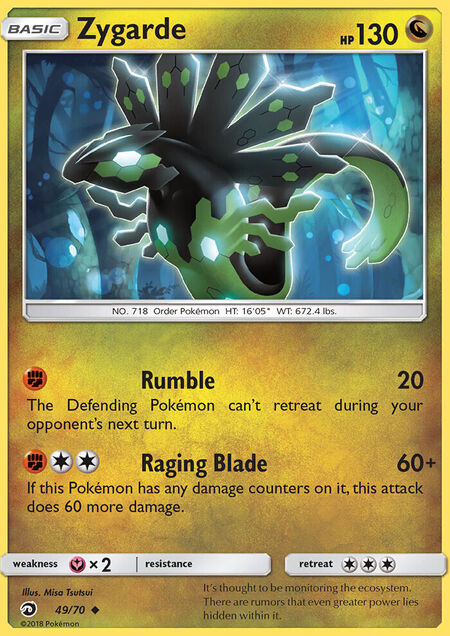 BASIC Zygarde HP 130
NO. 718 Order Pokémon HT: 16'05" WT: 672.4 lbs.
Rumble 20
The Defending Pokémon can't retreat during your
opponent's next turn.
Raging Blade 60+
If this Pokémon has any damage counters on it, this attack
does 60 more damage.
weakness ×2 resistance retreat
Illus. Misa Tsutsui
49/70
©2018 Pokémon
It's thought to be monitoring the ecosystem.
There are rumors that even greater power lies
hidden within it.